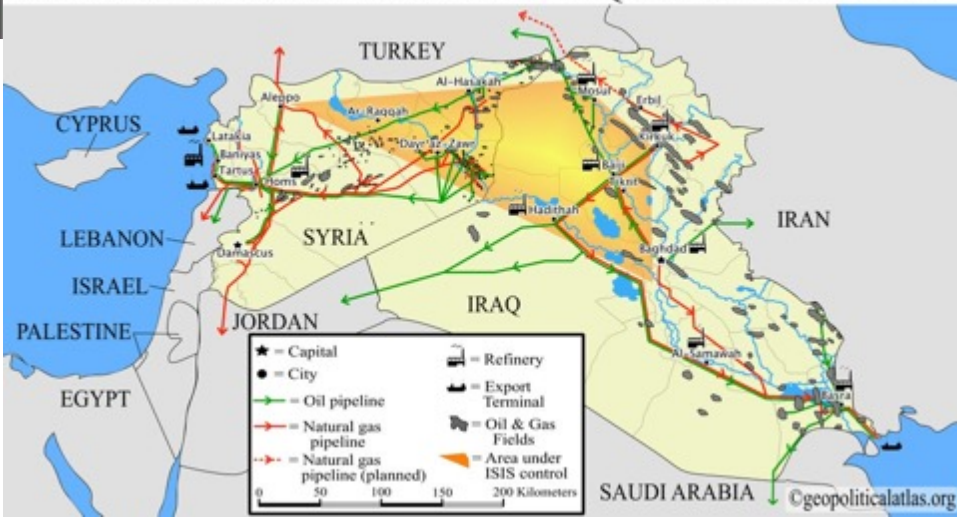 TURKEY
CYPRUS
Aleppo
Al-Hasakah
Ar-Raqqah
Mosul
Erbil
Kirkuk
Latakia
Baniyas
Tartus
Homs
Dayr az-Zawr
Baiji
Tikrit
Hadithah
IRAN
LEBANON
SYRIA
Damascus
Baghdad
ISRAEL
IRAQ
PALESTINE
JORDAN
EGYPT
Al-Samawah
Basra
★ = Capital
● = City
= Oil pipeline
= Natural gas
pipeline
= Natural gas
pipeline (planned)
= Refinery
= Export
Terminal
= Oil & Gas
Fields
= Area under
ISIS control
0 50 100 150 200 Kilometers
SAUDI ARABIA
©geopoliticalatlas.org